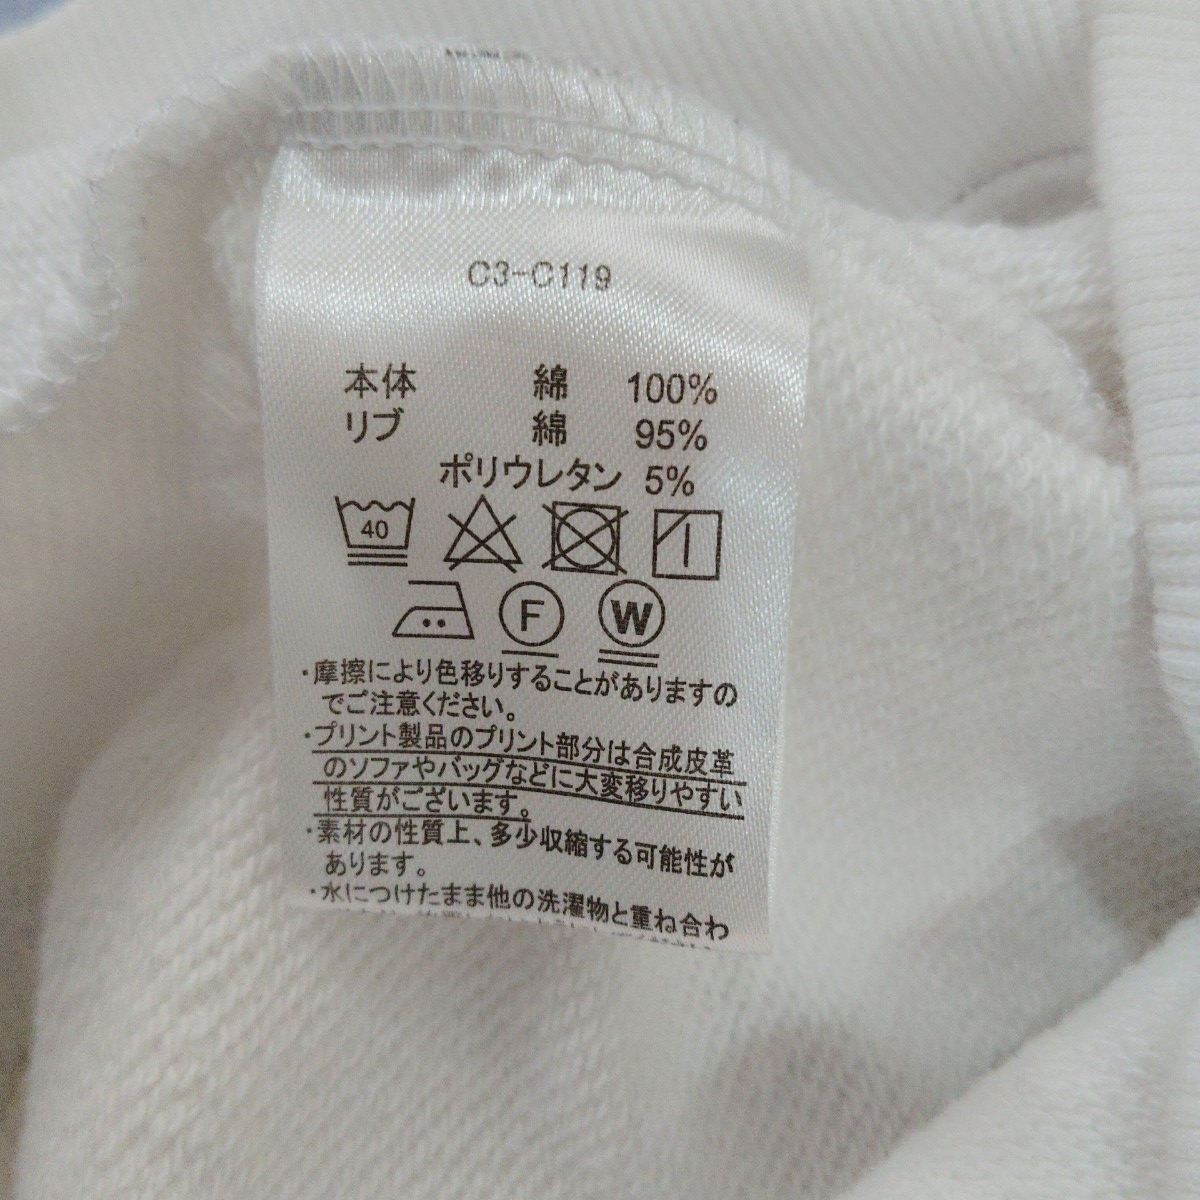 C3-C119
本体 綿 100%
リブ 綿 95%
ポリウレタン 5%
40
F W
・摩擦により色移りすることがありますの
でご注意ください。
・プリント製品のプリント部分は合成皮革
のソファやバッグなどに大変移りやすい
性質がございます。
・素材の性質上、多少収縮する可能性が
あります。
・水につけたまま他の洗濯物と重ね合わ